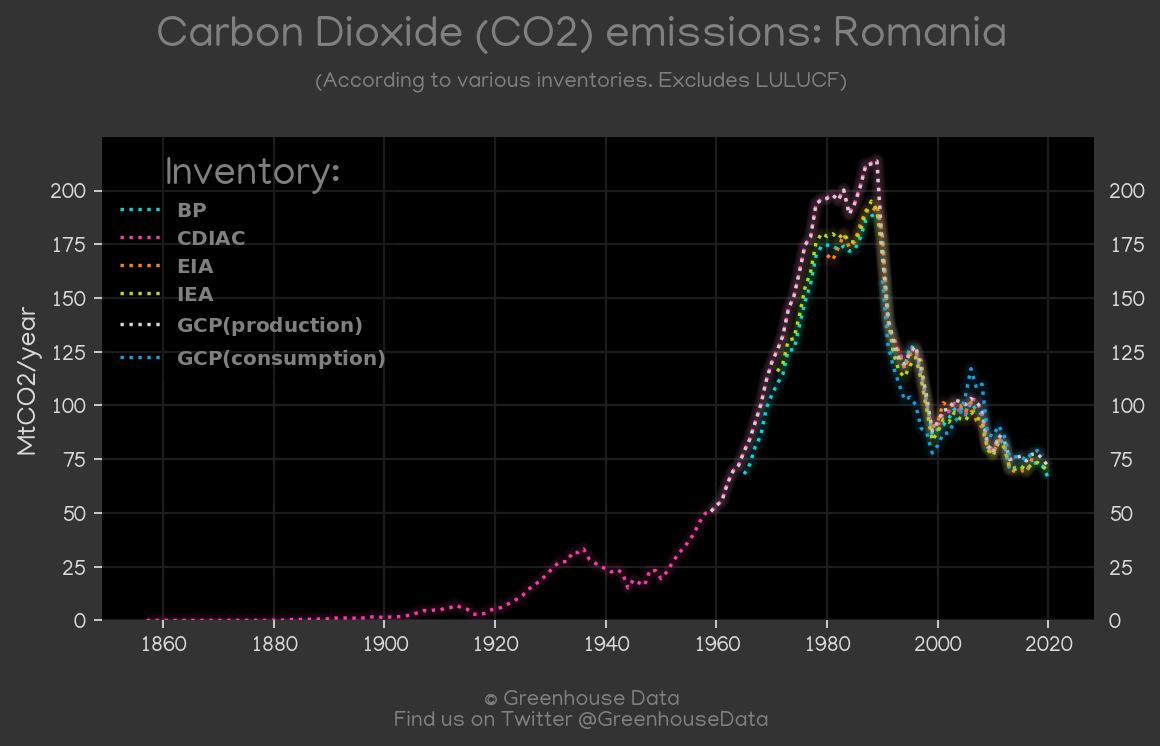 Carbon Dioxide (CO2) emissions: Romania
(According to various inventories. Excludes LULUCF)
Inventory:
BP
CDIAC
EIA
IEA
GCP(production)
GCP(consumption)
MtCO2/year
200 200
175 175
150 150
125 125
100 100
75 75
50 50
25 25
0 0
1860 1880 1900 1920 1940 1960 1980 2000 2020
© Greenhouse Data
Find us on Twitter @GreenhouseData